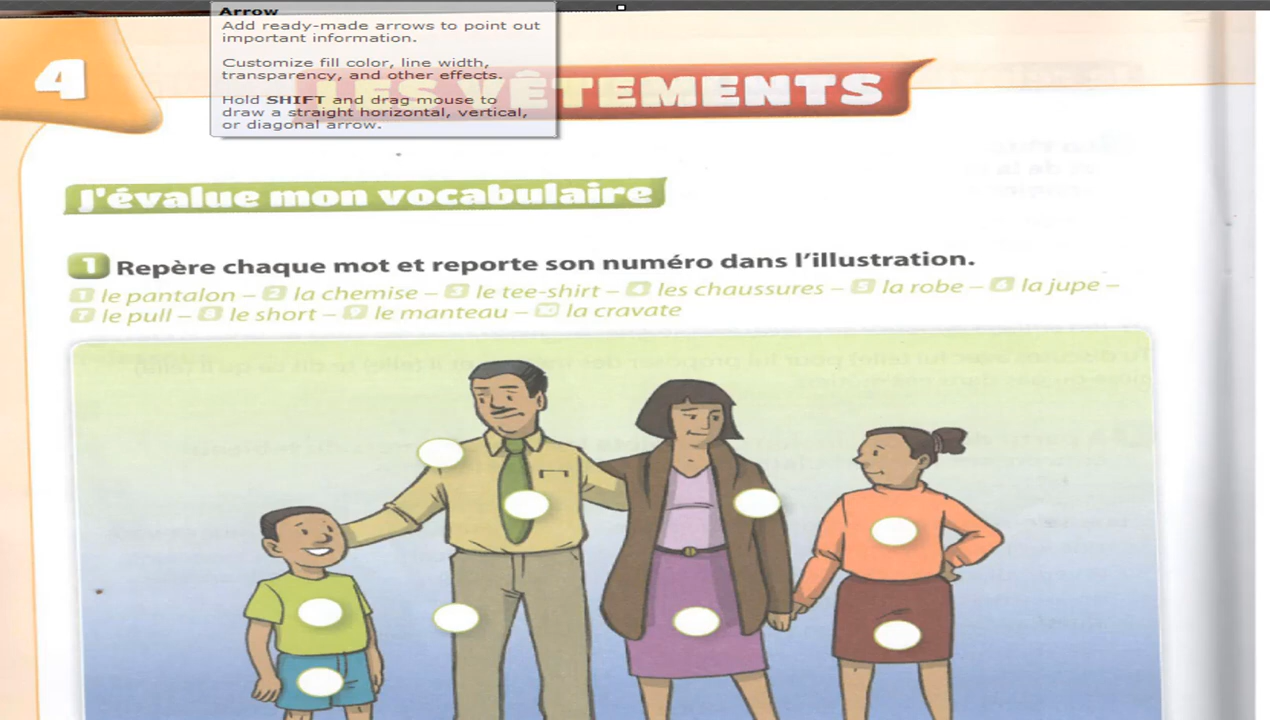 Arrow
Add ready-made arrows to point out
important information.
Customize fill color, line width,
transparency, and other effects.
Hold SHIFT and drag mouse to
draw a straight horizontal, vertical,
or diagonal arrow.
4
LES VÊTEMENTS
J'évalue mon vocabulaire
1 Repère chaque mot et reporte son numéro dans l'illustration.
1 le pantalon – 2 la chemise – 3 le tee-shirt – 4 les chaussures – 5 la robe – 6 la jupe –
7 le pull – 8 le short – 9 le manteau – 10 la cravate